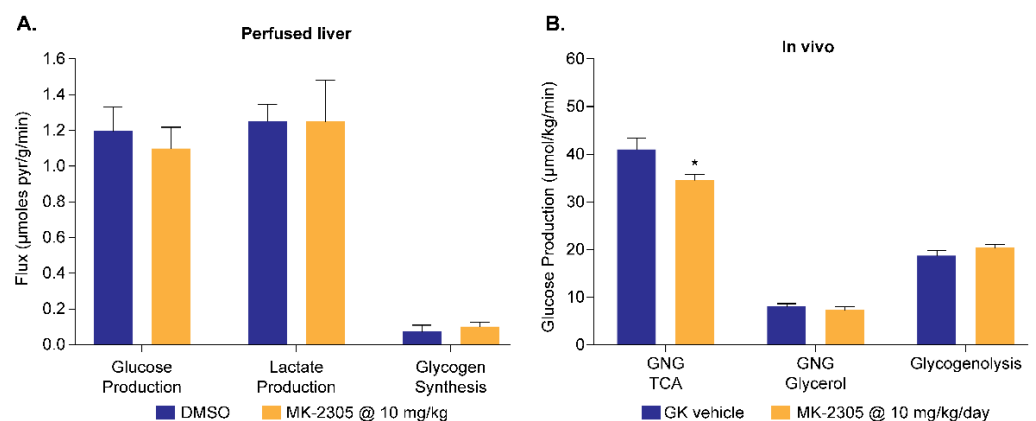 A.
Perfused liver
Flux (µmoles pyr/g/min)
1.6
1.4
1.2
1.0
0.8
0.6
0.4
0.2
0.0
Glucose
Production
Lactate
Production
Glycogen
Synthesis
DMSO
MK-2305 @ 10 mg/kg
B.
In vivo
Glucose Production (µmol/kg/min)
60
50
40
30
20
10
0
*
GNG
TCA
GNG
Glycerol
Glycogenolysis
GK vehicle
MK-2305 @ 10 mg/kg/day